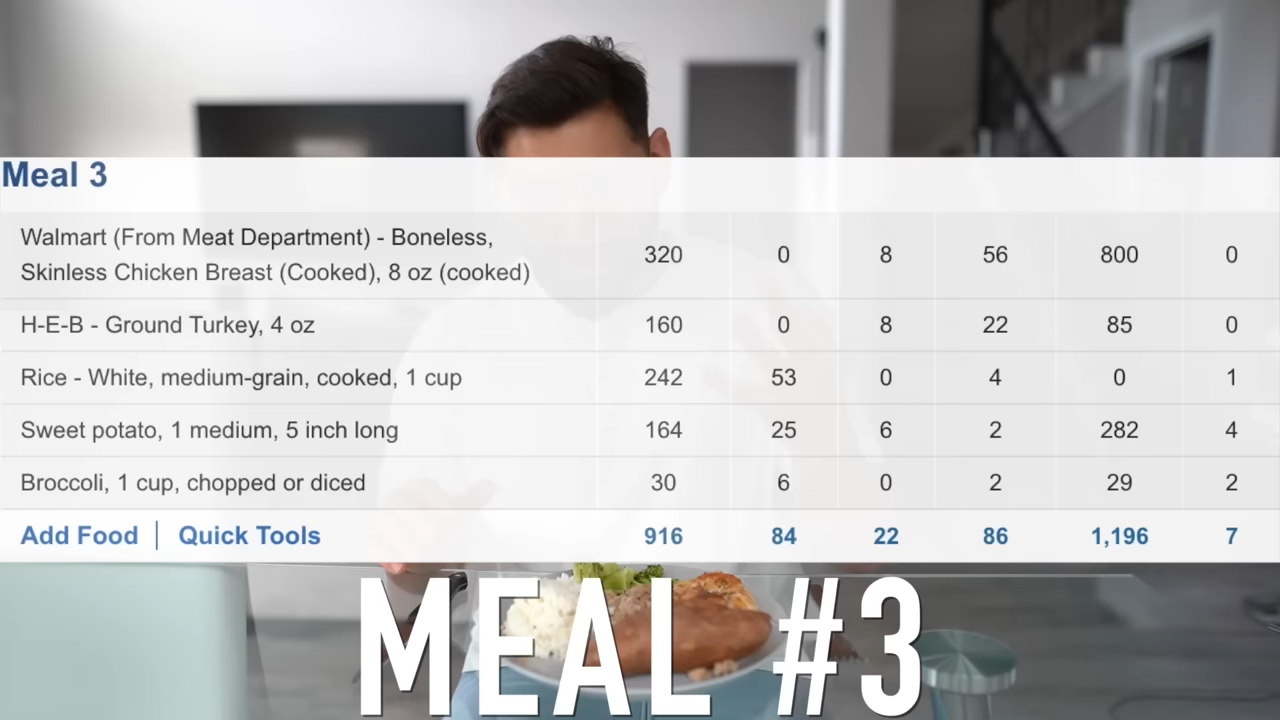 Meal 3
Walmart (From Meat Department) - Boneless,
Skinless Chicken Breast (Cooked), 8 oz (cooked) 320 0 8 56 800 0
H-E-B - Ground Turkey, 4 oz 160 0 8 22 85 0
Rice - White, medium-grain, cooked, 1 cup 242 53 0 4 0 1
Sweet potato, 1 medium, 5 inch long 164 25 6 2 282 4
Broccoli, 1 cup, chopped or diced 30 6 0 2 29 2
Add Food | Quick Tools 916 84 22 86 1,196 7
MEAL #3